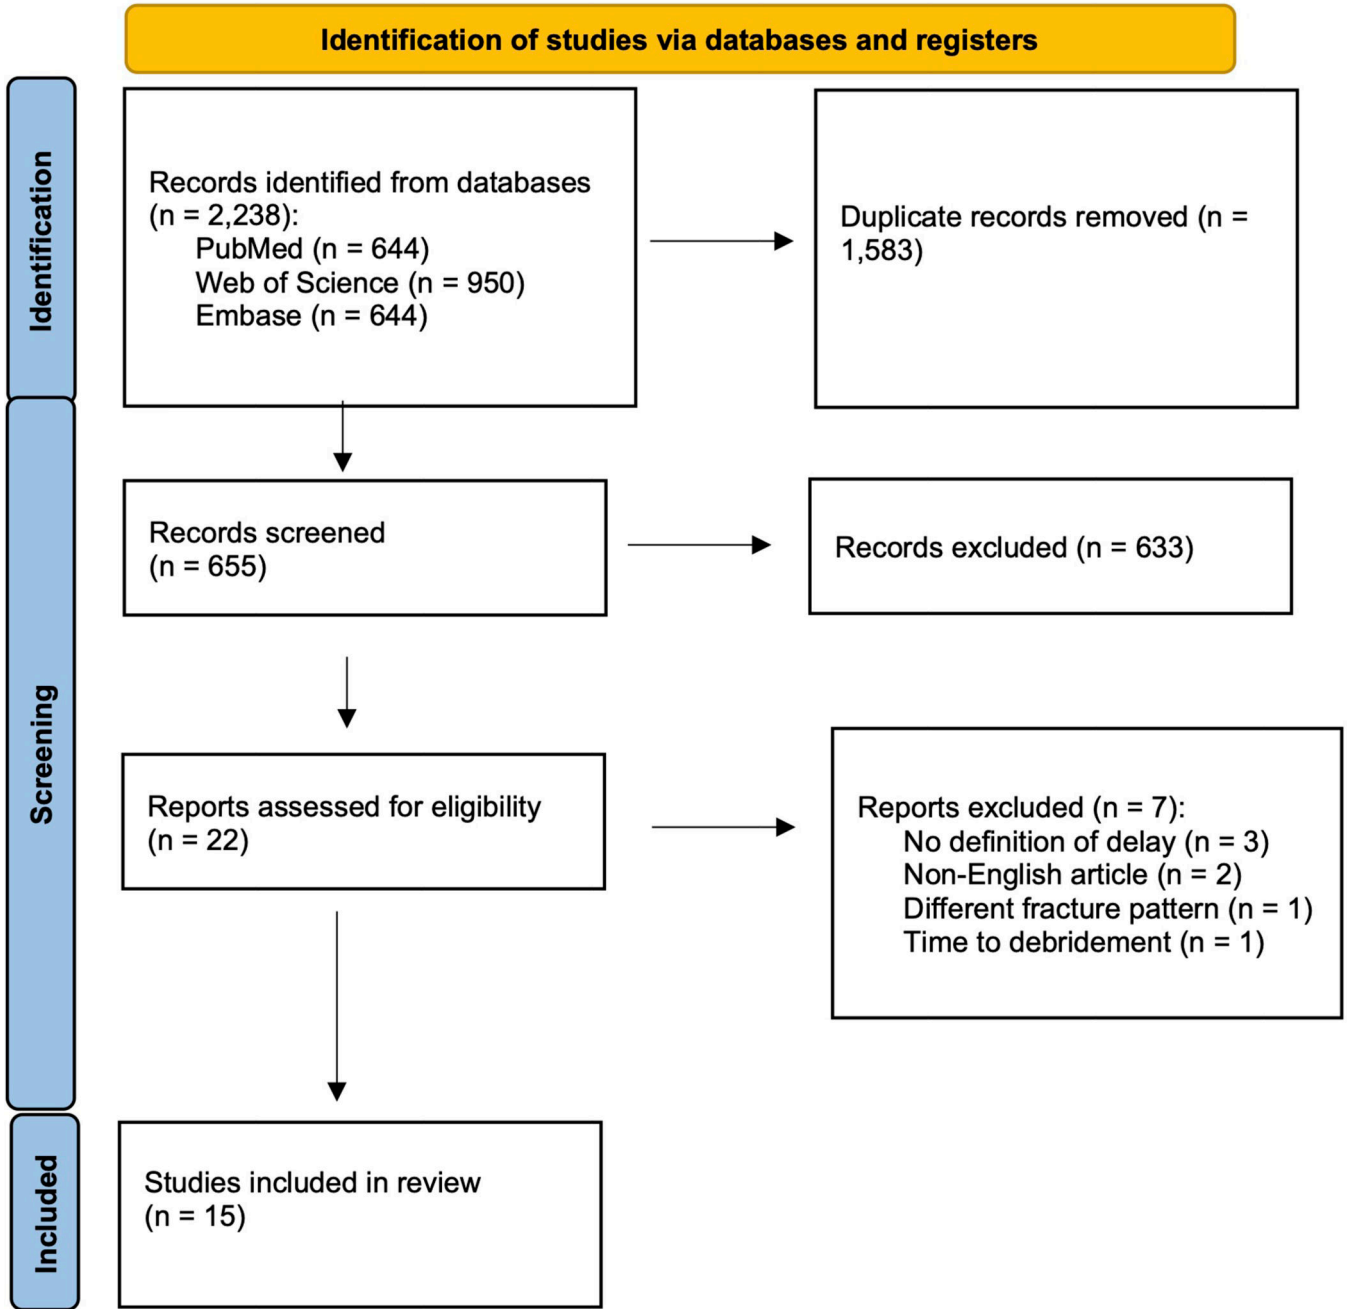 Identification of studies via databases and registers
Identification
Records identified from databases
(n = 2,238):
PubMed (n = 644)
Web of Science (n = 950)
Embase (n = 644)
Duplicate records removed (n =
1,583)
Screening
Records screened
(n = 655)
Records excluded (n = 633)
Reports assessed for eligibility
(n = 22)
Reports excluded (n = 7):
No definition of delay (n = 3)
Non-English article (n = 2)
Different fracture pattern (n = 1)
Time to debridement (n = 1)
Included
Studies included in review
(n = 15)